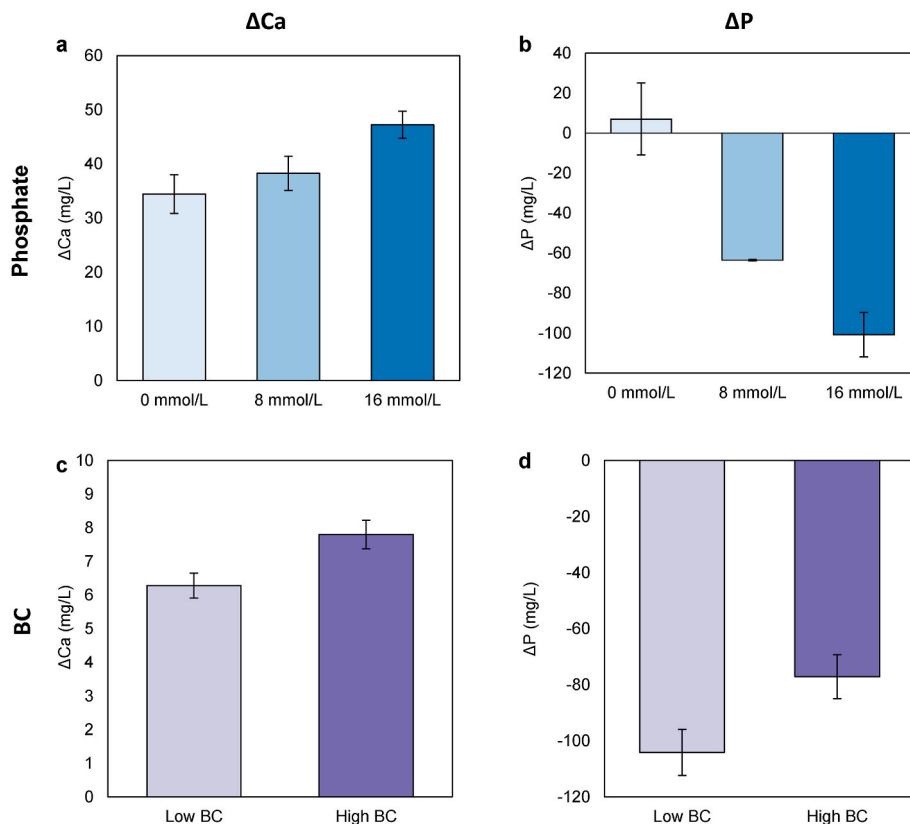 ΔCa
ΔP
Phosphate
a
60
50
40
30
20
10
0
ΔCa (mg/L)
0 mmol/L 8 mmol/L 16 mmol/L
b
40
20
0
-20
-40
-60
-80
-100
-120
ΔP (mg/L)
0 mmol/L 8 mmol/L 16 mmol/L
BC
c
10
9
8
7
6
5
4
3
2
1
0
ΔCa (mg/L)
Low BC High BC
d
0
-20
-40
-60
-80
-100
-120
ΔP (mg/L)
Low BC High BC